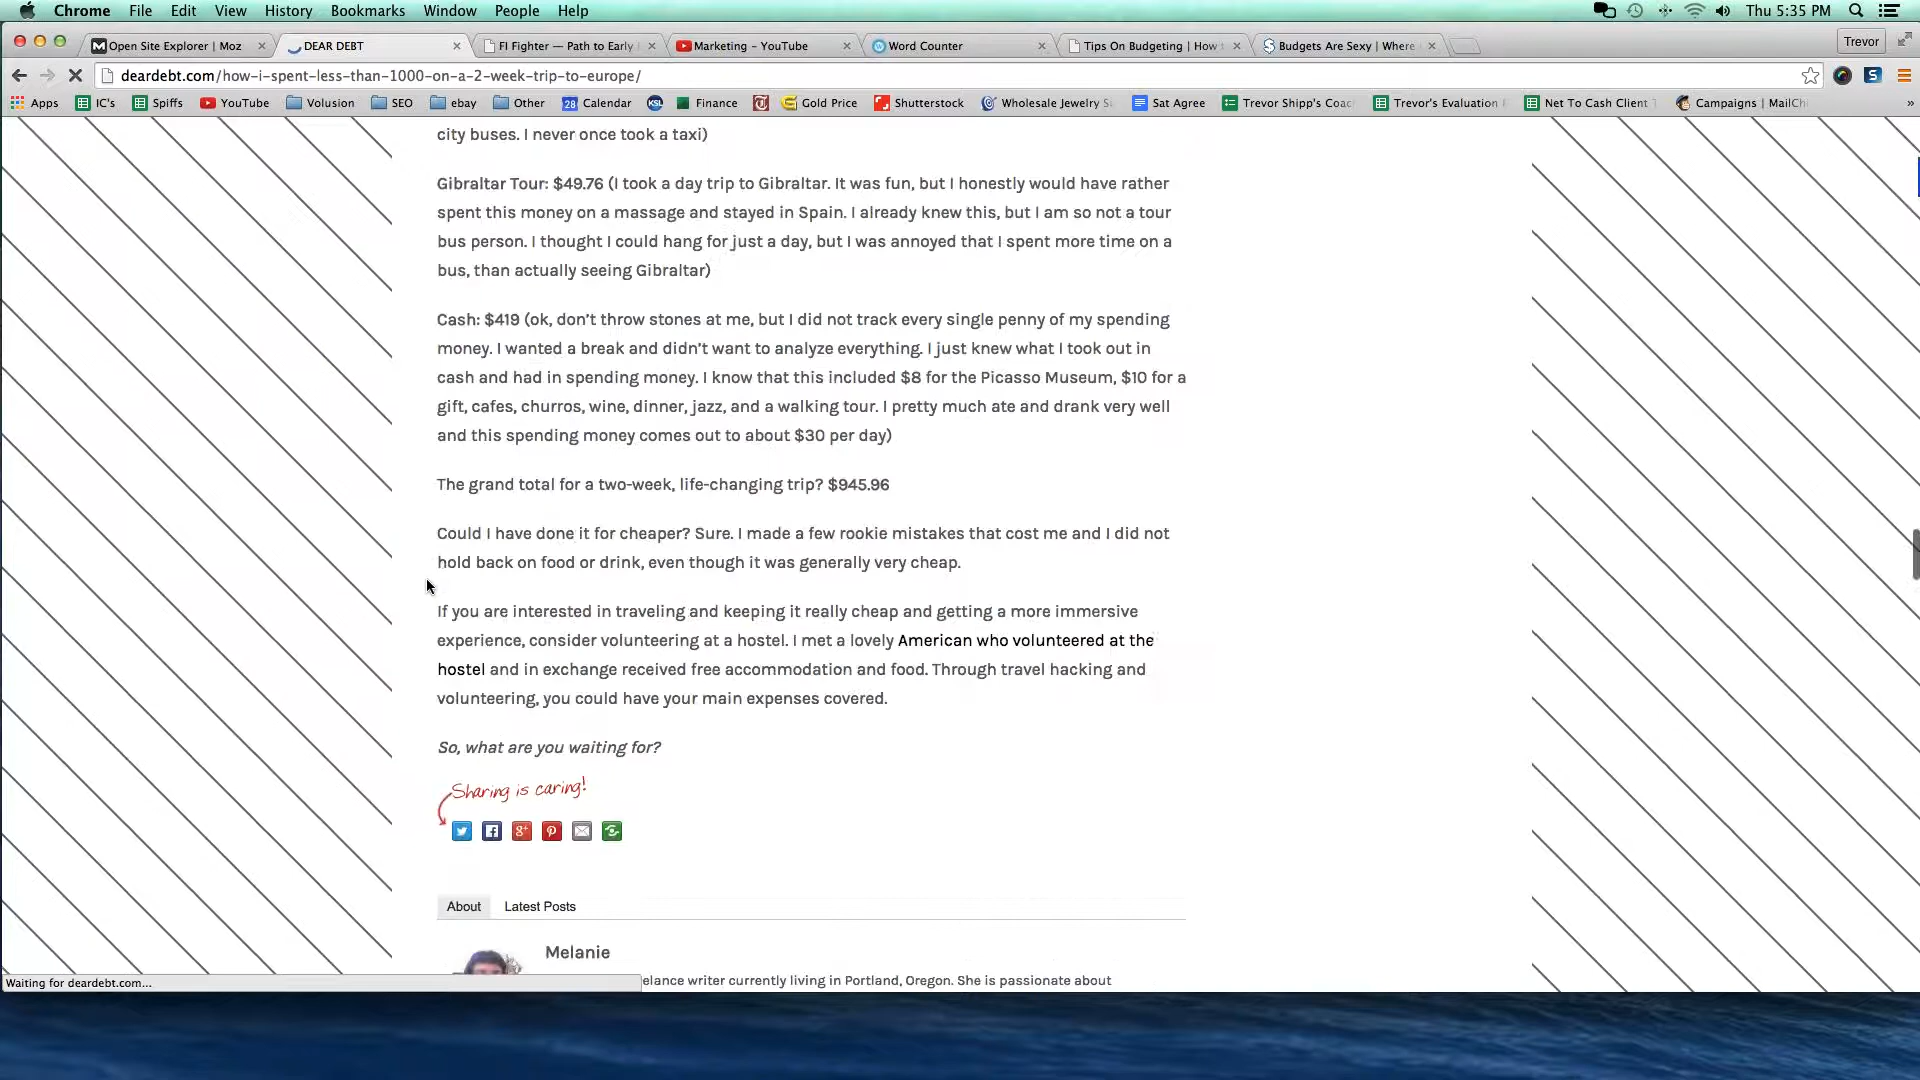 Chrome File Edit View History Bookmarks Window People Help Thu 5:35 PM
Open Site Explorer | Moz DEAR DEBT FI Fighter — Path to Early Marketing - YouTube Word Counter Tips On Budgeting | How Budgets Are Sexy | Where Trevor
deardebt.com/how-i-spent-less-than-1000-on-a-2-week-trip-to-europe/
Apps IC's Spiffs YouTube Volusion SEO ebay Other 28 Calendar KSL Finance Gold Price Shutterstock Wholesale Jewelry S Sat Agree Trevor Shipp's Coac Trevor's Evaluation Net To Cash Client Campaigns | MailCh »
city buses. I never once took a taxi)
Gibraltar Tour: $49.76 (I took a day trip to Gibraltar. It was fun, but I honestly would have rather
spent this money on a massage and stayed in Spain. I already knew this, but I am so not a tour
bus person. I thought I could hang for just a day, but I was annoyed that I spent more time on a
bus, than actually seeing Gibraltar)
Cash: $419 (ok, don't throw stones at me, but I did not track every single penny of my spending
money. I wanted a break and didn't want to analyze everything. I just knew what I took out in
cash and had in spending money. I know that this included $8 for the Picasso Museum, $10 for a
gift, cafes, churros, wine, dinner, jazz, and a walking tour. I pretty much ate and drank very well
and this spending money comes out to about $30 per day)
The grand total for a two-week, life-changing trip? $945.96
Could I have done it for cheaper? Sure. I made a few rookie mistakes that cost me and I did not
hold back on food or drink, even though it was generally very cheap.
If you are interested in traveling and keeping it really cheap and getting a more immersive
experience, consider volunteering at a hostel. I met a lovely American who volunteered at the
hostel and in exchange received free accommodation and food. Through travel hacking and
volunteering, you could have your main expenses covered.
So, what are you waiting for?
Sharing is caring!
About Latest Posts
Melanie
elance writer currently living in Portland, Oregon. She is passionate about
Waiting for deardebt.com...